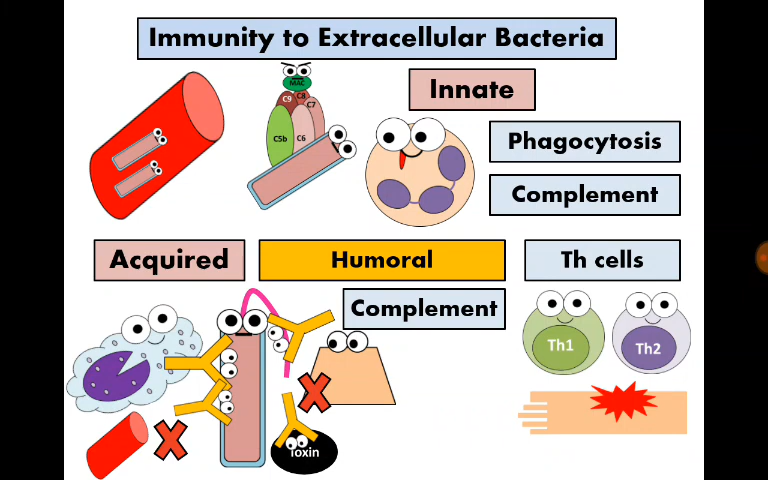 Immunity to Extracellular Bacteria
MAC
C9
C8
C7
C5b
C6
Innate
Phagocytosis
Complement
Acquired
Humoral
Th cells
Complement
Th1
Th2
Toxin